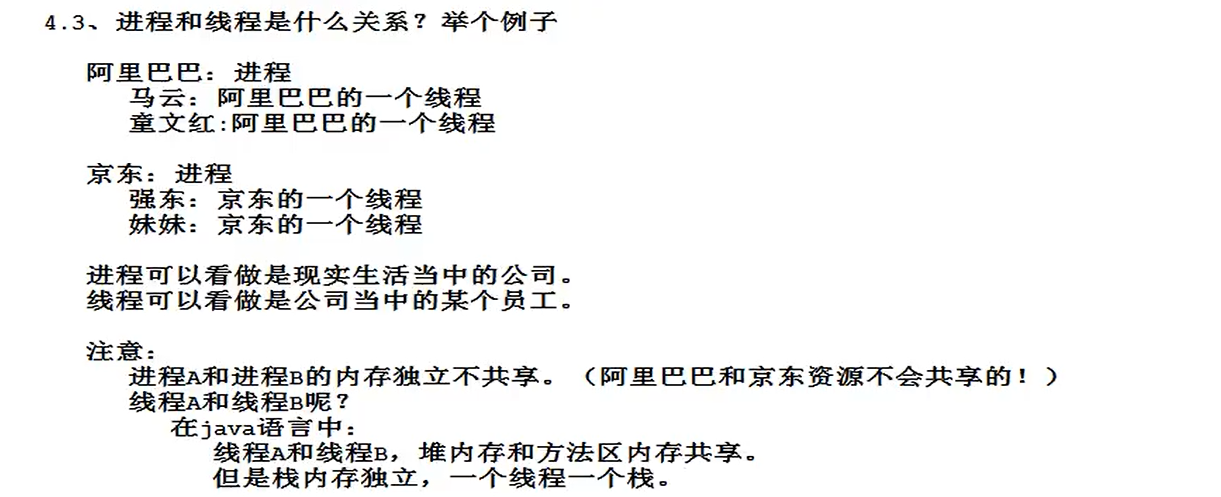 4.3、进程和线程是什么关系？举个例子
阿里巴巴：进程
马云：阿里巴巴的一个线程
童文红:阿里巴巴的一个线程
京东：进程
强东：京东的一个线程
妹妹：京东的一个线程
进程可以看做是现实生活当中的公司。
线程可以看做是公司当中的某个员工。
注意：
进程A和进程B的内存独立不共享。（阿里巴巴和京东资源不会共享的！）
线程A和线程B呢？
在java语言中：
线程A和线程B，堆内存和方法区内存共享。
但是栈内存独立，一个线程一个栈。